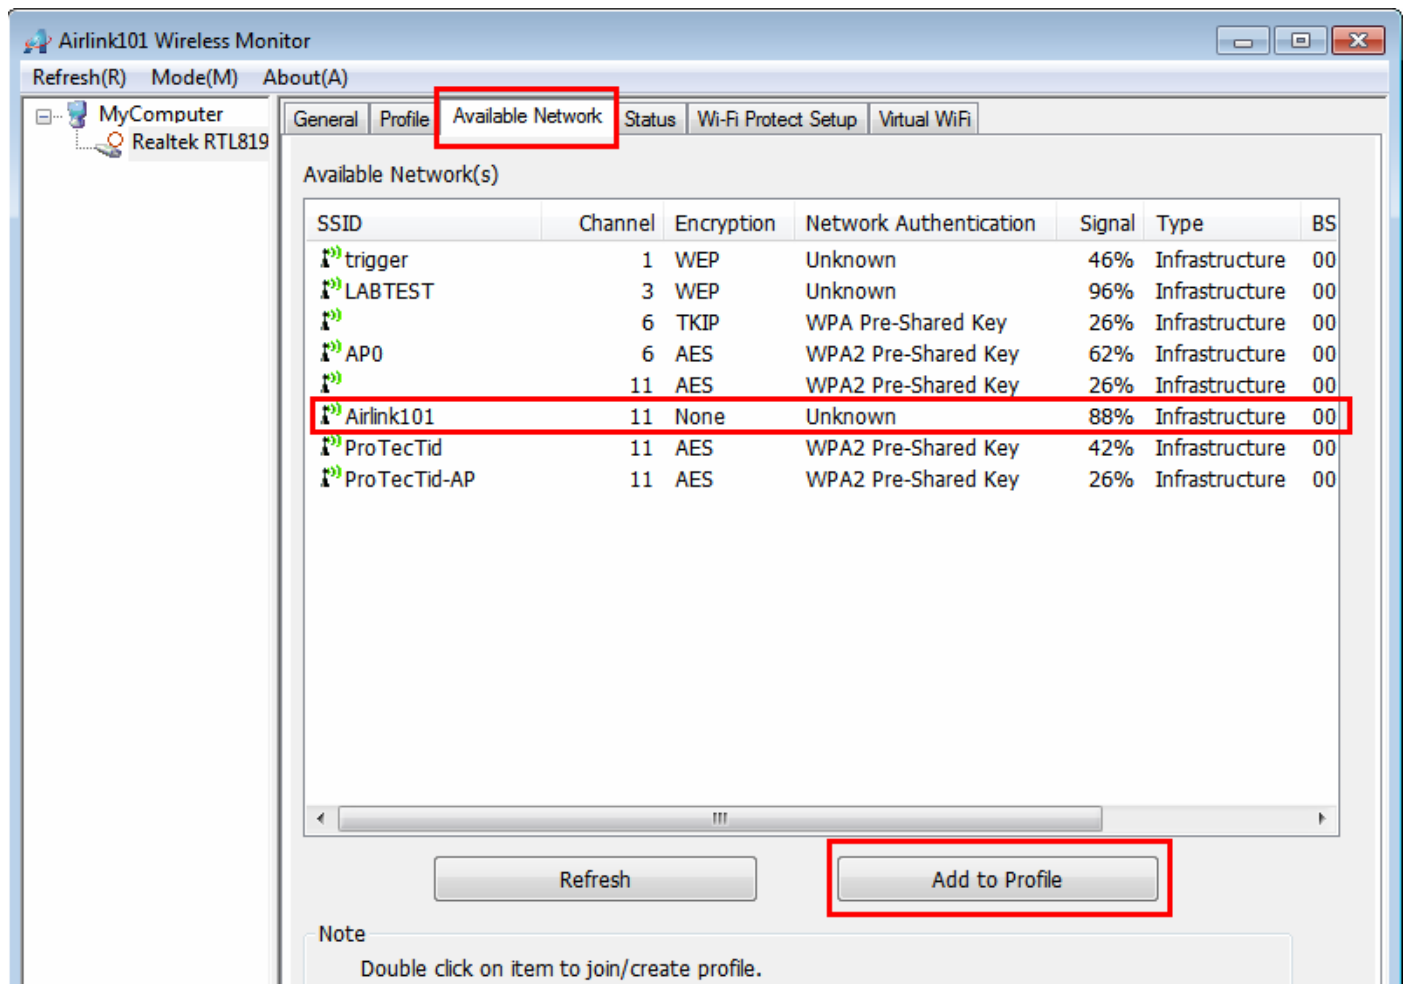 Airlink101 Wireless Monitor
Refresh(R) Mode(M) About(A)
MyComputer
Realtek RTL819
General Profile Available Network Status Wi-Fi Protect Setup Virtual WiFi
Available Network(s)
SSID Channel Encryption Network Authentication Signal Type BS
trigger 1 WEP Unknown 46% Infrastructure 00
LABTEST 3 WEP Unknown 96% Infrastructure 00
6 TKIP WPA Pre-Shared Key 26% Infrastructure 00
AP0 6 AES WPA2 Pre-Shared Key 62% Infrastructure 00
11 AES WPA2 Pre-Shared Key 26% Infrastructure 00
Airlink101 11 None Unknown 88% Infrastructure 00
ProTecTid 11 AES WPA2 Pre-Shared Key 42% Infrastructure 00
ProTecTid-AP 11 AES WPA2 Pre-Shared Key 26% Infrastructure 00
Refresh Add to Profile
Note
Double click on item to join/create profile.